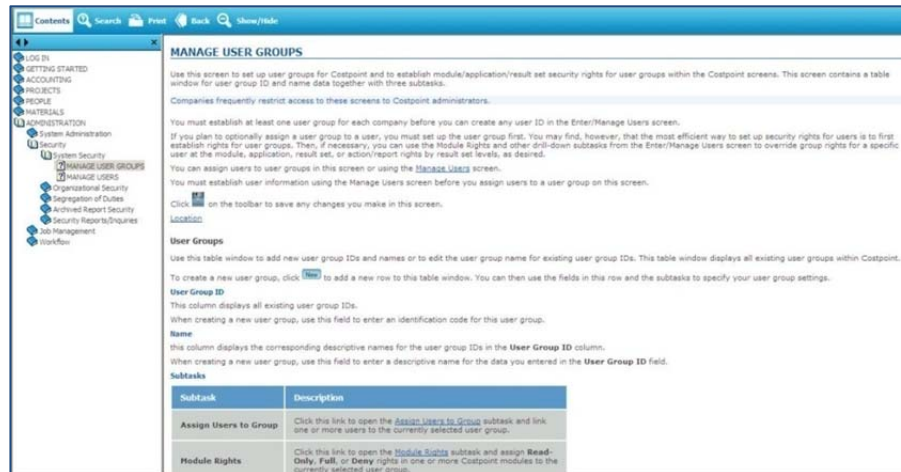 Contents Search Print Back Show/Hide
LOG IN
GETTING STARTED
ACCOUNTING
PROJECTS
PEOPLE
MATERIALS
ADMINISTRATION
System Administration
Security
System Security
MANAGE USER GROUPS
MANAGE USERS
Organizational Security
Segregation of Duties
Archived Report Security
Security Reports/Inquiries
Job Management
Workflow
MANAGE USER GROUPS
Use this screen to set up user groups for Costpoint and to establish module/application/result set security rights for user groups within the Costpoint screens. This screen contains a table
window for user group ID and name data together with three subtasks.
Companies frequently restrict access to these screens to Costpoint administrators.
You must establish at least one user group for each company before you can create any user ID in the Enter/Manage Users screen.
If you plan to optionally assign a user group to a user, you must set up the user group first. You may find, however, that the most efficient way to set up security rights for users is to first
establish rights for user groups. Then, if necessary, you can use the Module Rights and other drill-down subtasks from the Enter/Manage Users screen to override group rights for a specific
user at the module, application, result set, or action/report rights by result set levels, as desired.
You can assign users to user groups in this screen or using the Manage Users screen.
You must establish user information using the Manage Users screen before you assign users to a user group on this screen.
Click on the toolbar to save any changes you make in this screen.
Location
User Groups
Use this table window to add new user group IDs and names or to edit the user group name for existing user group IDs. This table window displays all existing user groups within Costpoint.
To create a new user group, click New to add a new row to this table window. You can then use the fields in this row and the subtasks to specify your user group settings.
User Group ID
This column displays all existing user group IDs.
When creating a new user group, use this field to enter an identification code for this user group.
Name
this column displays the corresponding descriptive names for the user group IDs in the User Group ID column.
When creating a new user group, use this field to enter a descriptive name for the data you entered in the User Group ID field.
Subtasks
Subtask Description
Assign Users to Group Click this link to open the Assign Users to Group subtask and link
one or more users to the currently selected user group.
Module Rights Click this link to open the Module Rights subtask and assign Read-
Only, Full, or Deny rights in one or more Costpoint modules to the
currently selected user group.